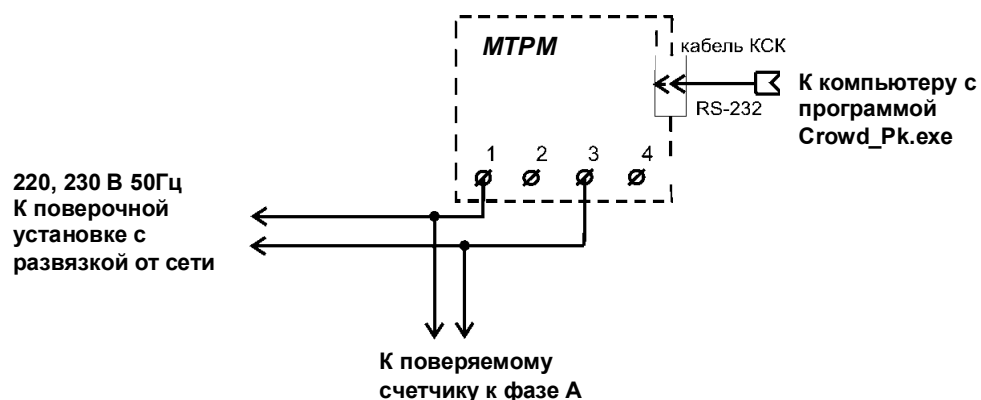 МТРМ
кабель КСК
RS-232
К компьютеру с
программой
Crowd_Pk.exe
1 2 3 4
220, 230 В 50Гц
К поверочной
установке с
развязкой от сети
К поверяемому
счетчику к фазе А